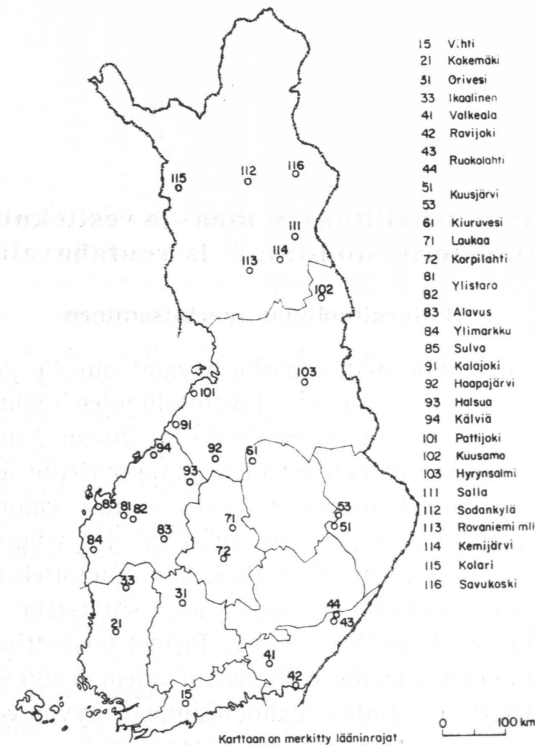 15 Vihti
21 Kokemäki
31 Orivesi
33 Ikaalinen
41 Valkeala
42 Ravijoki
43
44 Ruokolahti
51
53 Kuusjärvi
61 Kiuruvesi
71 Laukaa
72 Korpilahti
81
82 Ylistaro
83 Alavus
84 Ylimarkku
85 Sulva
91 Kalajoki
92 Haapajärvi
93 Halsua
94 Kälviä
101 Pattijoki
102 Kuusamo
103 Hyrynsalmi
111 Salla
112 Sodankylä
113 Rovaniemi mlk
114 Kemijärvi
115 Kolari
116 Savukoski
115 112 116
111
114
113
102
103
101
91
94 92 61
93
85 81 82 53
71 51
84 83
72
33
31
21 44
43
41
42
15
0 100 km
Karttaan on merkitty lääninrajat.